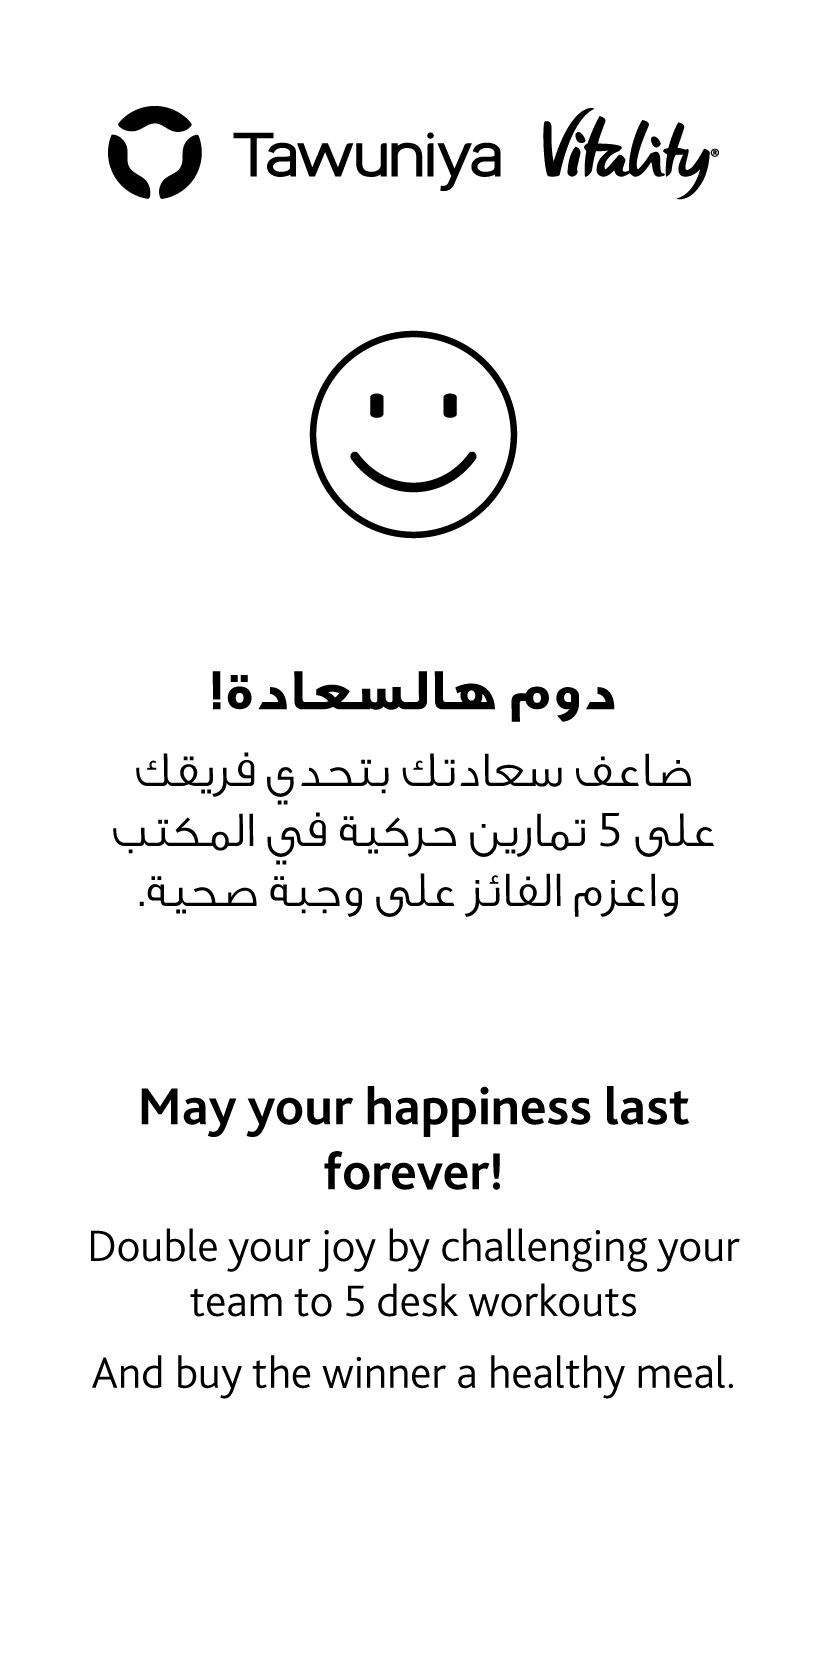 Tawuniya Vitality®
دوم هالسعادة!
ضاعف سعادتك بتحدي فريقك
على 5 تمارين حركية في المكتب
واعزم الفائز على وجبة صحية.
May your happiness last
forever!
Double your joy by challenging your
team to 5 desk workouts
And buy the winner a healthy meal.